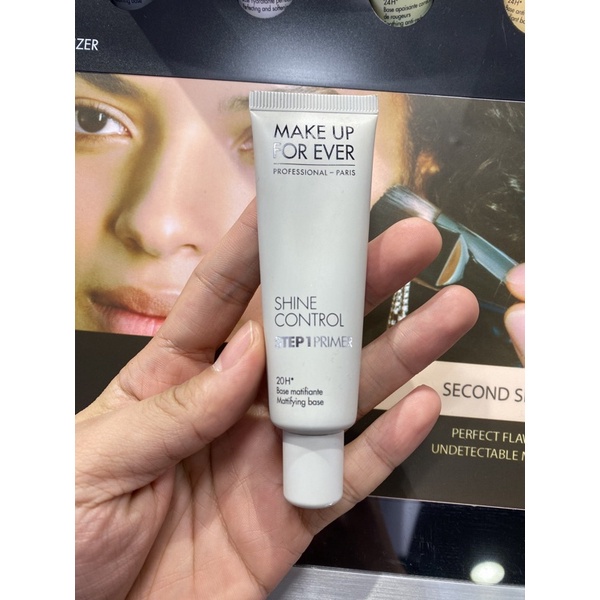 ZER
24H*
MAKE UP
FOR EVER
PROFESSIONAL – PARIS
SHINE
CONTROL
STEP 1 PRIMER
20H*
Base matifiante
Mattifying base
SECOND S
PERFECT FLAW
UNDETECTABLE M